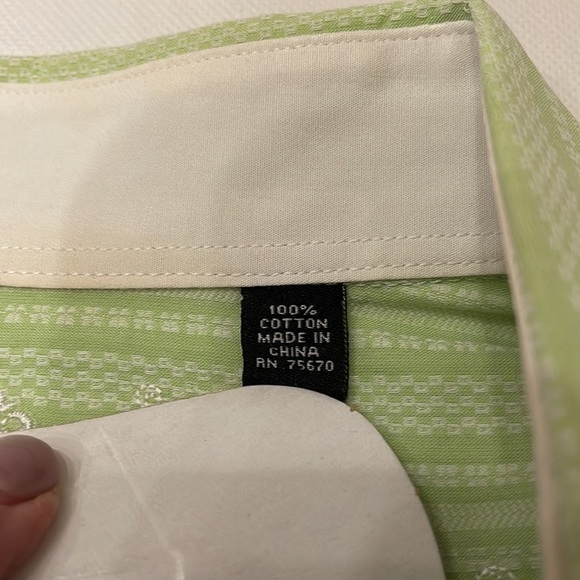 100%
COTTON
MADE IN
CHINA
RN 75670